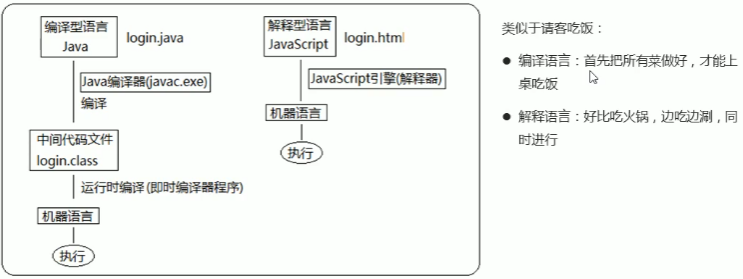 编译型语言
Java
login.java
Java编译器(javac.exe)
编译
中间代码文件
login.class
运行时编译 (即时编译器程序)
机器语言
执行
解释型语言
JavaScript
login.html
JavaScript引擎(解释器)
机器语言
执行
类似于请客吃饭：
● 编译语言：首先把所有菜做好，才能上
桌吃饭
● 解释语言：好比吃火锅，边吃边涮，同
时进行